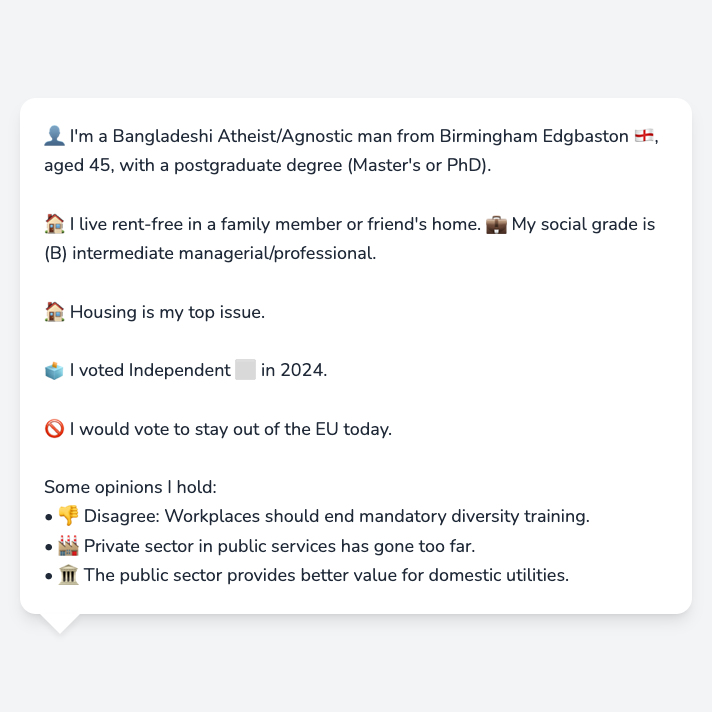 👤 I'm a Bangladeshi Atheist/Agnostic man from Birmingham Edgbaston 🏴󠁧󠁢󠁥󠁮󠁧󠁿,
aged 45, with a postgraduate degree (Master's or PhD).
🏠 I live rent-free in a family member or friend's home. 💼 My social grade is
(B) intermediate managerial/professional.
🏠 Housing is my top issue.
🗳️ I voted Independent ⬜ in 2024.
🚫 I would vote to stay out of the EU today.
Some opinions I hold:
• 👎 Disagree: Workplaces should end mandatory diversity training.
• 🏭 Private sector in public services has gone too far.
• 🏛️ The public sector provides better value for domestic utilities.